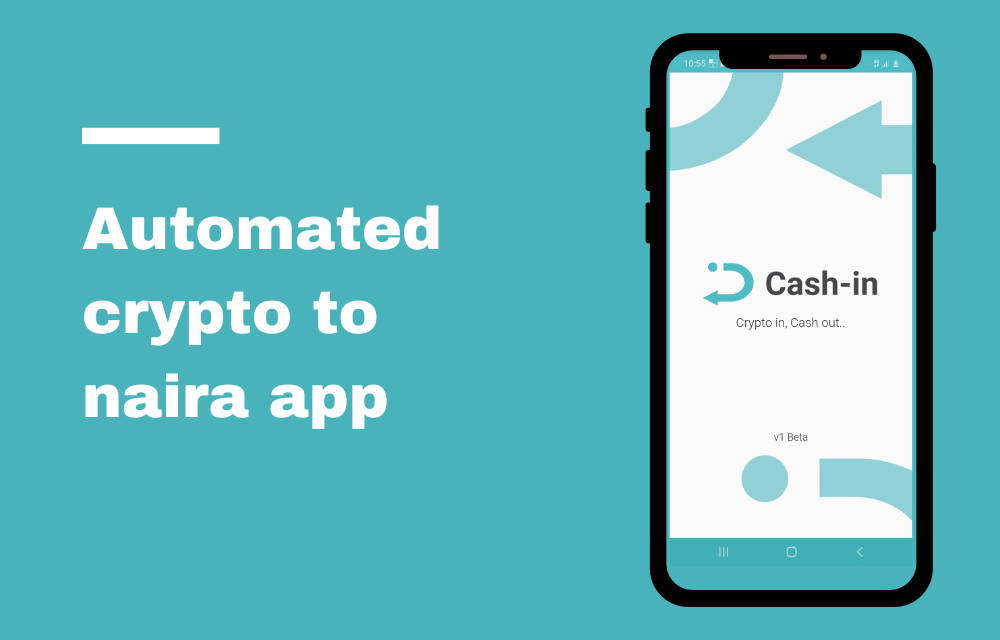 Automated
crypto to
naira app
10:55
Cash-in
Crypto in, Cash out..
v1 Beta